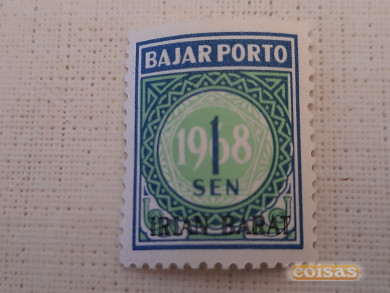 BAJAR PORTO
1968
1
SEN
IRIAN BARAT
coisas